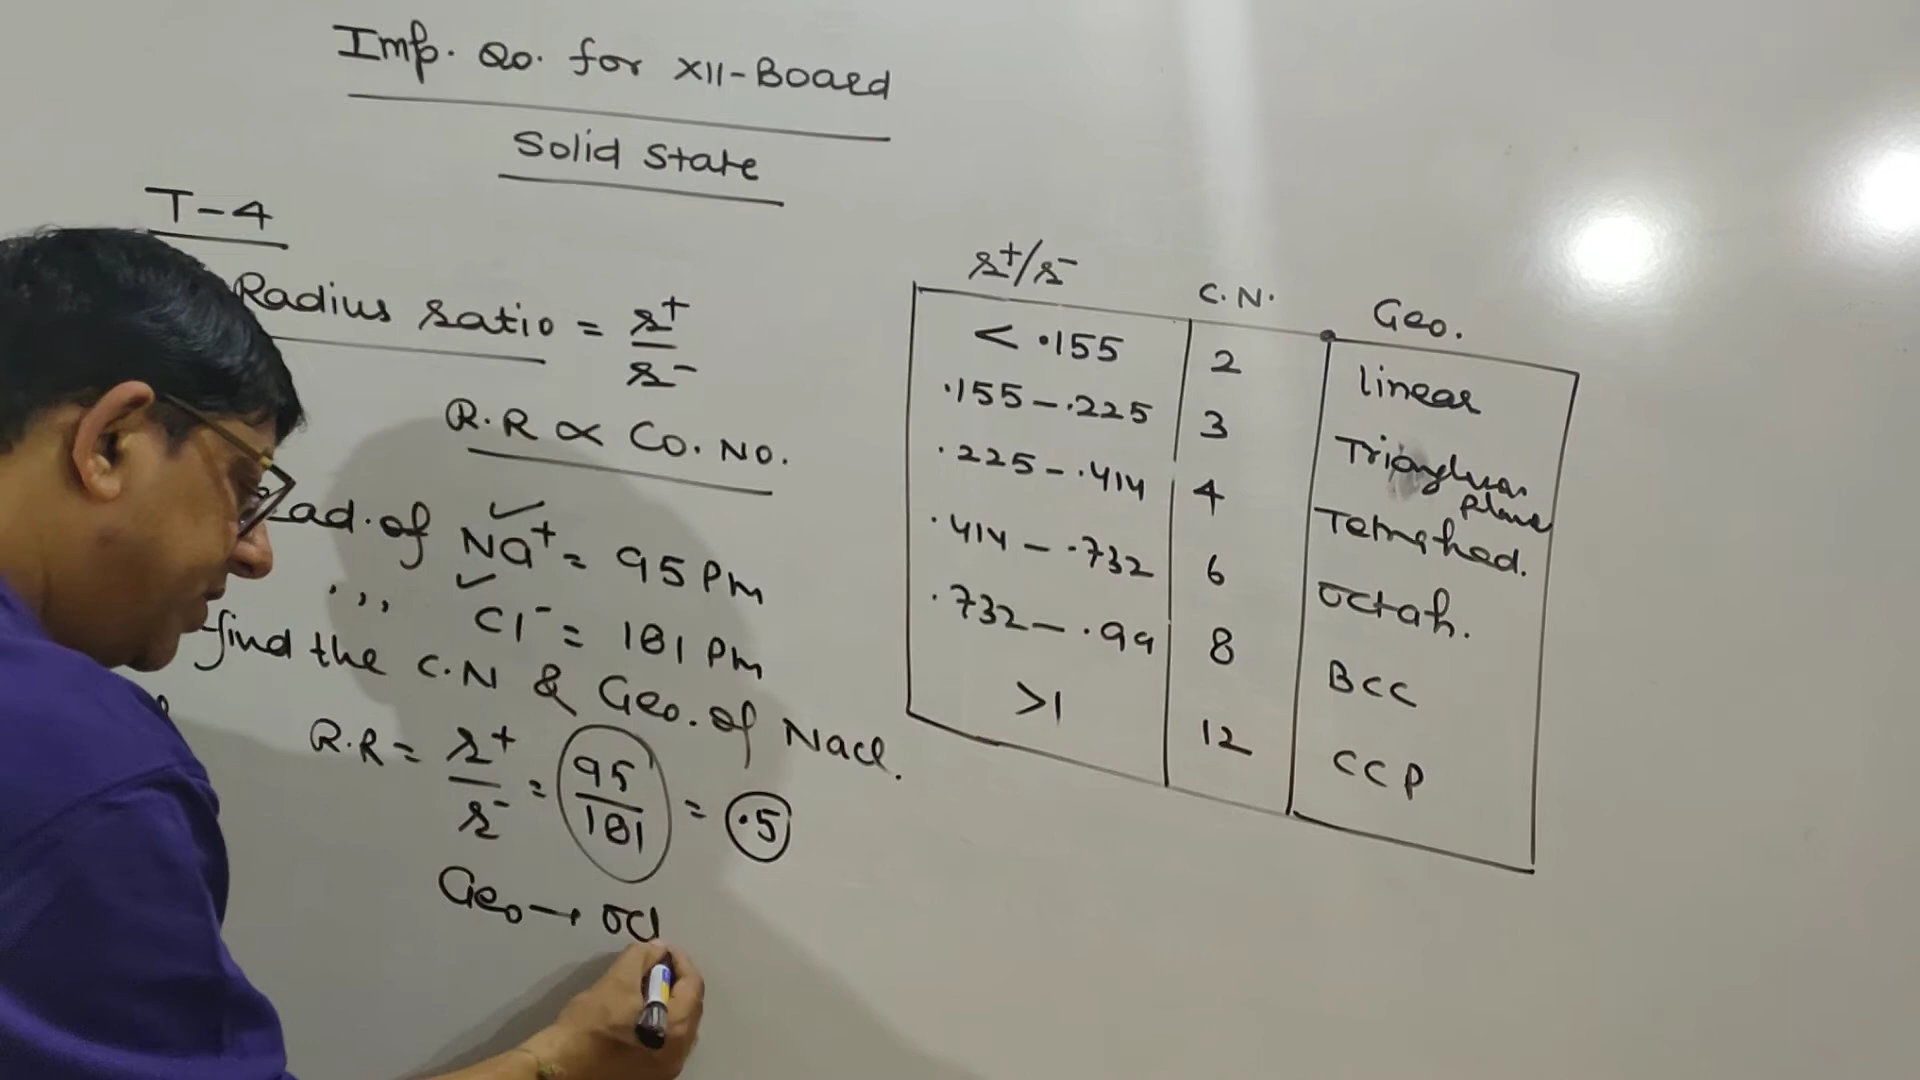 Imp. Qo. for XII-Board
Solid State
T-4
Radius ratio = r⁺/r⁻
R.R ∝ Co. No.
Rad. of Na⁺ = 95 Pm
,,, Cl⁻ = 181 Pm
find the C.N & Geo. of Nacl.
R.R = r⁺/r⁻ = 95/181 = .5
Geo → oct
r⁺/r⁻ C.N. Geo.
< .155 2 linear
.155 – .225 3 Plane
.225 – .414 4 Tetrahed.
.414 – .732 6 octah.
.732 – .99 8 BCC
>1 12 CCP